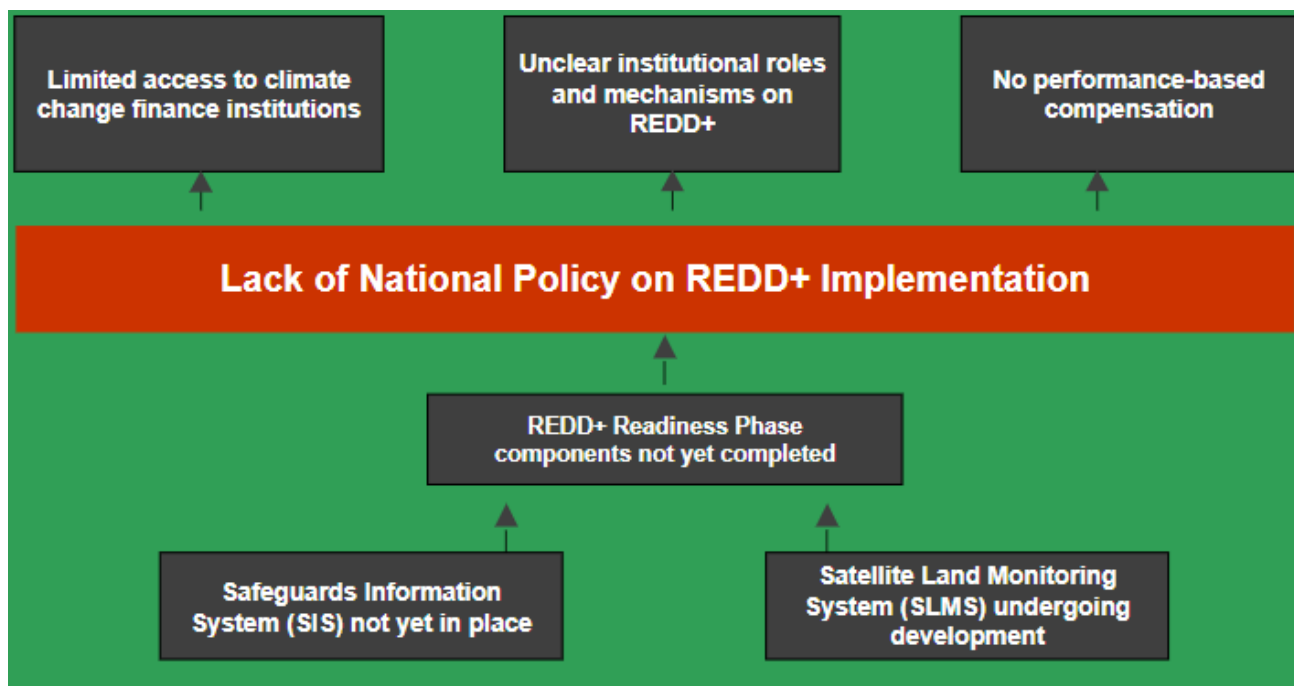 Limited access to climate
change finance institutions
Unclear institutional roles
and mechanisms on
REDD+
No performance-based
compensation
Lack of National Policy on REDD+ Implementation
REDD+ Readiness Phase
components not yet completed
Safeguards Information
System (SIS) not yet in place
Satellite Land Monitoring
System (SLMS) undergoing
development